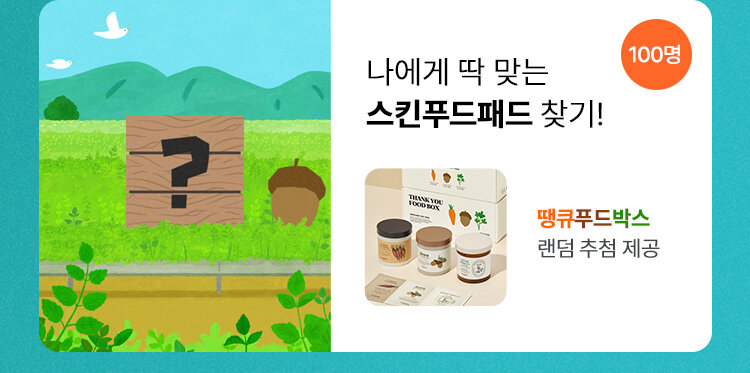 ?
나에게 딱 맞는
스킨푸드패드 찾기!
100명
THANK YOU
FOOD BOX
땡큐푸드박스
랜덤 추첨 제공